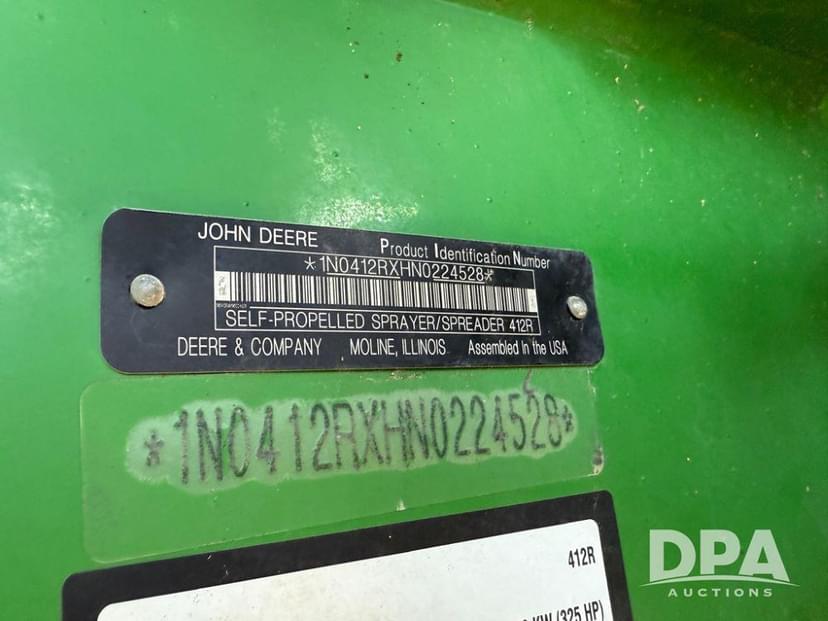 JOHN DEERE
Product Identification Number
*1N0412RXHN0224528*
SELF-PROPELLED SPRAYER/SPREADER 412R
DEERE & COMPANY MOLINE, ILLINOIS Assembled in the USA
*1N0412RXHN0224528*
412R
KW (325 HP)
DPA
AUCTIONS